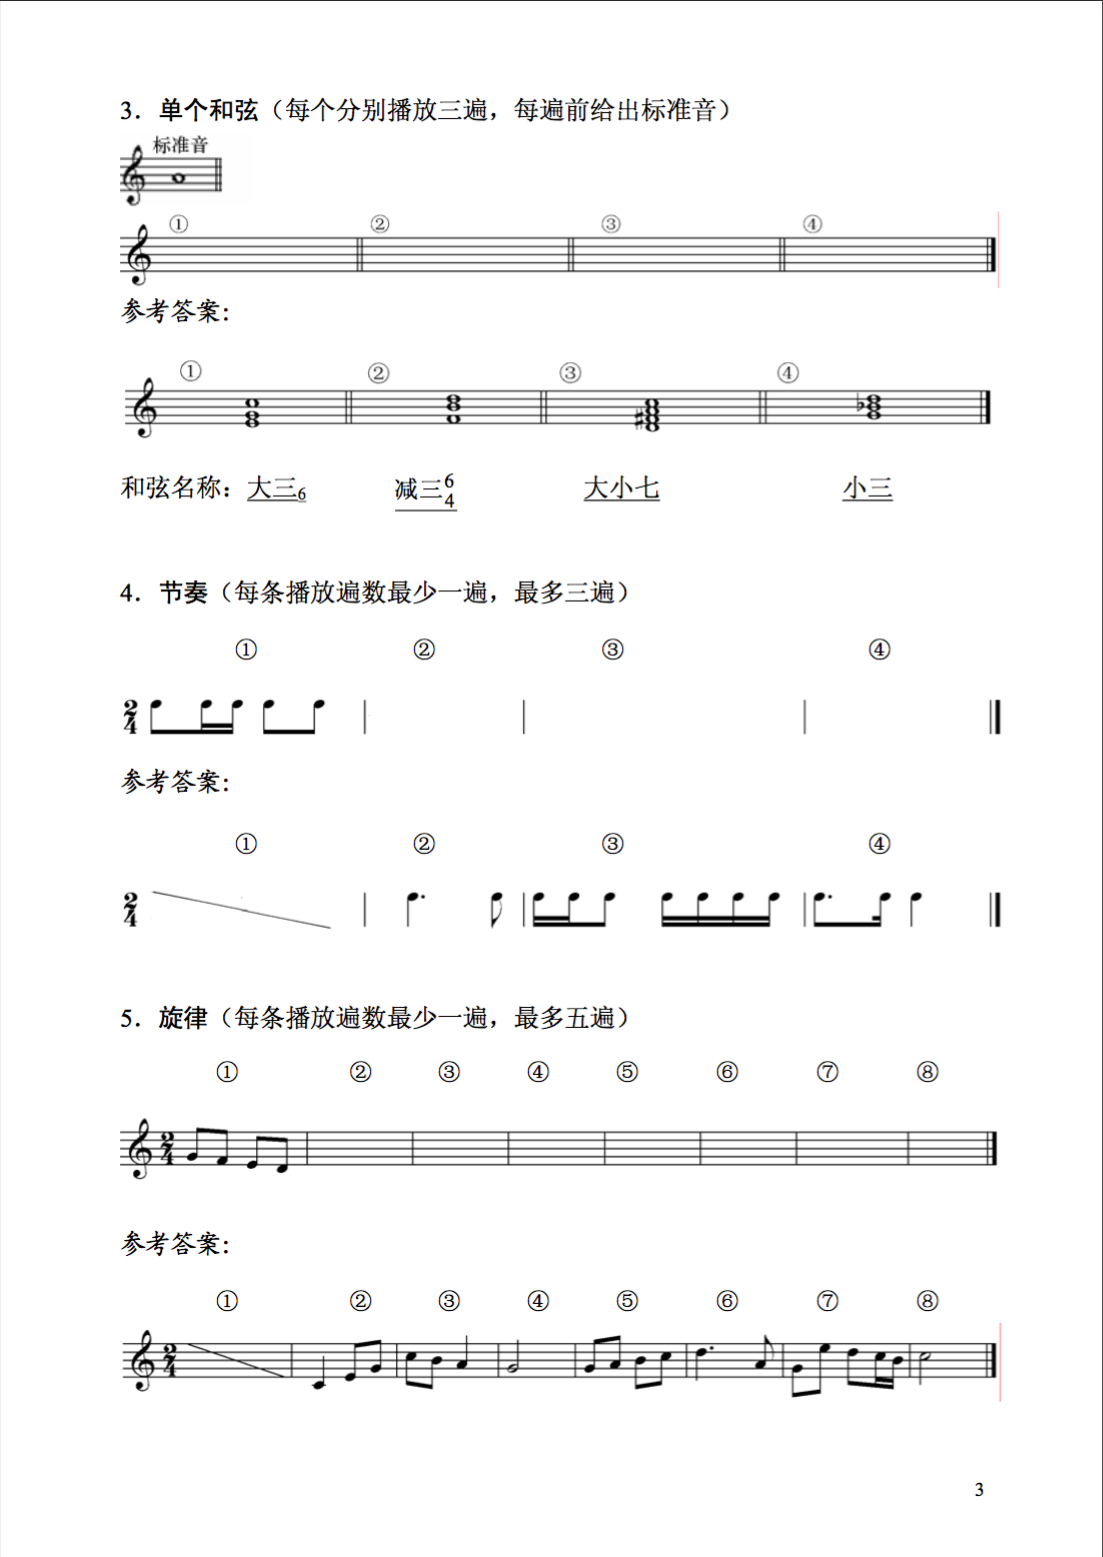 3. 单个和弦（每个分别播放三遍，每遍前给出标准音）
标准音
① ② ③ ④
参考答案:
① ② ③ ④
和弦名称：大三6 减三64 大小七 小三
4. 节奏（每条播放遍数最少一遍，最多三遍）
① ② ③ ④
2
4
参考答案:
① ② ③ ④
2
4
5. 旋律（每条播放遍数最少一遍，最多五遍）
① ② ③ ④ ⑤ ⑥ ⑦ ⑧
2
4
参考答案:
① ② ③ ④ ⑤ ⑥ ⑦ ⑧
2
4
3